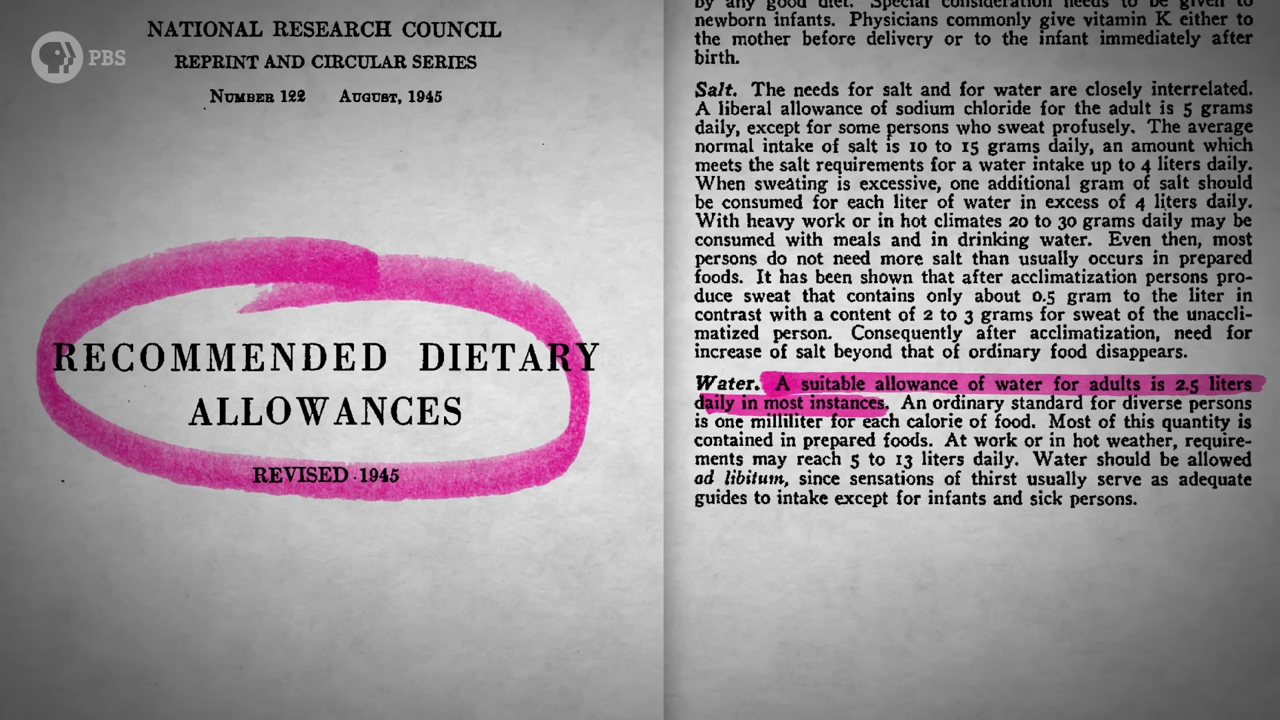 PBS
NATIONAL RESEARCH COUNCIL
REPRINT AND CIRCULAR SERIES
NUMBER 122 AUGUST, 1945
RECOMMENDED DIETARY
ALLOWANCES
REVISED 1945
by any good diet. Special consideration needs to be given to
newborn infants. Physicians commonly give vitamin K either to
the mother before delivery or to the infant immediately after
birth.
Salt. The needs for salt and for water are closely interrelated.
A liberal allowance of sodium chloride for the adult is 5 grams
daily, except for some persons who sweat profusely. The average
normal intake of salt is 10 to 15 grams daily, an amount which
meets the salt requirements for a water intake up to 4 liters daily.
When sweating is excessive, one additional gram of salt should
be consumed for each liter of water in excess of 4 liters daily.
With heavy work or in hot climates 20 to 30 grams daily may be
consumed with meals and in drinking water. Even then, most
persons do not need more salt than usually occurs in prepared
foods. It has been shown that after acclimatization persons pro-
duce sweat that contains only about 0.5 gram to the liter in
contrast with a content of 2 to 3 grams for sweat of the unaccli-
matized person. Consequently after acclimatization, need for
increase of salt beyond that of ordinary food disappears.
Water. A suitable allowance of water for adults is 2.5 liters
daily in most instances. An ordinary standard for diverse persons
is one milliliter for each calorie of food. Most of this quantity is
contained in prepared foods. At work or in hot weather, require-
ments may reach 5 to 13 liters daily. Water should be allowed
ad libitum, since sensations of thirst usually serve as adequate
guides to intake except for infants and sick persons.